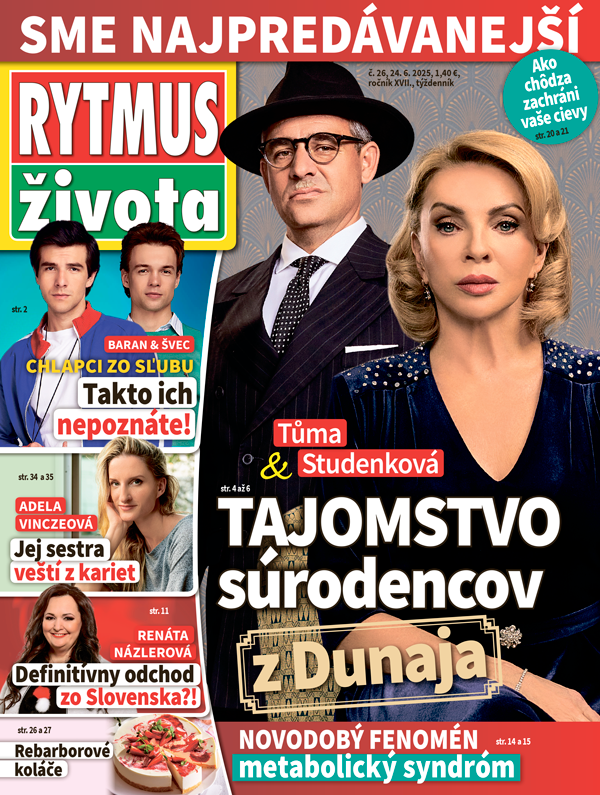 SME NAJPREDÁVANEJŠÍ
RYTMUS
života
č. 26, 24. 6. 2025, 1,40 €,
ročník XVII., týždenník
Ako
chôdza
zachráni
vaše cievy
str. 20 a 21
str. 2
BARAN & ŠVEC
CHLAPCI ZO SĽUBU
Takto ich
nepoznáte!
str. 34 a 35
ADELA
VINCZEOVÁ
Jej sestra
veští z kariet
str. 11
RENÁTA
NÁZLEROVÁ
Definitívny odchod
zo Slovenska?!
str. 26 a 27
Rebarborové
koláče
Tůma
& Studenková
str. 4 až 6
TAJOMSTVO
súrodencov
z Dunaja
NOVODOBÝ FENOMÉN
str. 14 a 15
metabolický syndróm